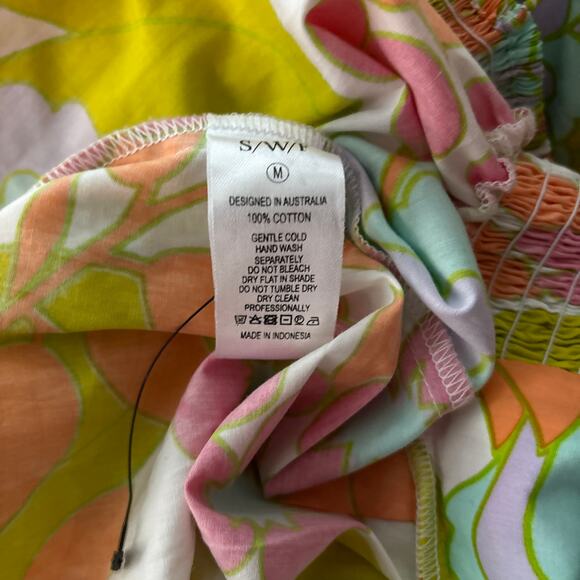 S/W/F
M
DESIGNED IN AUSTRALIA
100% COTTON
GENTLE COLD
HAND WASH
SEPARATELY
DO NOT BLEACH
DRY FLAT IN SHADE
DO NOT TUMBLE DRY
DRY CLEAN
PROFESSIONALLY
MADE IN INDONESIA